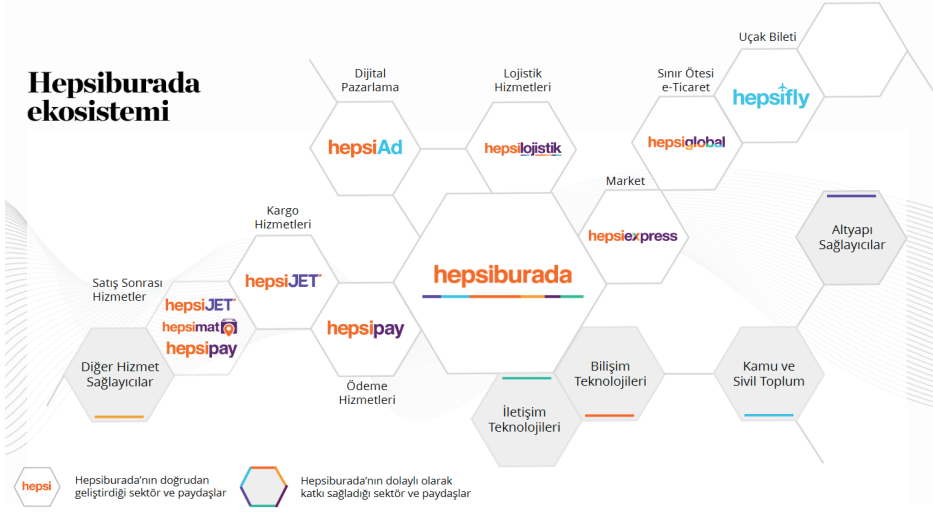 Hepsiburada
ekosistemi
Dijital
Pazarlama
hepsiAd
Lojistik
Hizmetleri
hepsilojistik
Sınır Ötesi
e-Ticaret
hepsiglobal
Uçak Bileti
hepsifly
Market
hepsiexpress
Altyapı
Sağlayıcılar
Kargo
Hizmetleri
hepsiJET
hepsiburada
Satış Sonrası
Hizmetler
hepsiJET
hepsimat
hepsipay
hepsipay
Ödeme
Hizmetleri
Diğer Hizmet
Sağlayıcılar
Bilişim
Teknolojileri
Kamu ve
Sivil Toplum
İletişim
Teknolojileri
hepsi
Hepsiburada’nın doğrudan
geliştirdiği sektör ve paydaşlar
Hepsiburada’nın dolaylı olarak
katkı sağladığı sektör ve paydaşlar